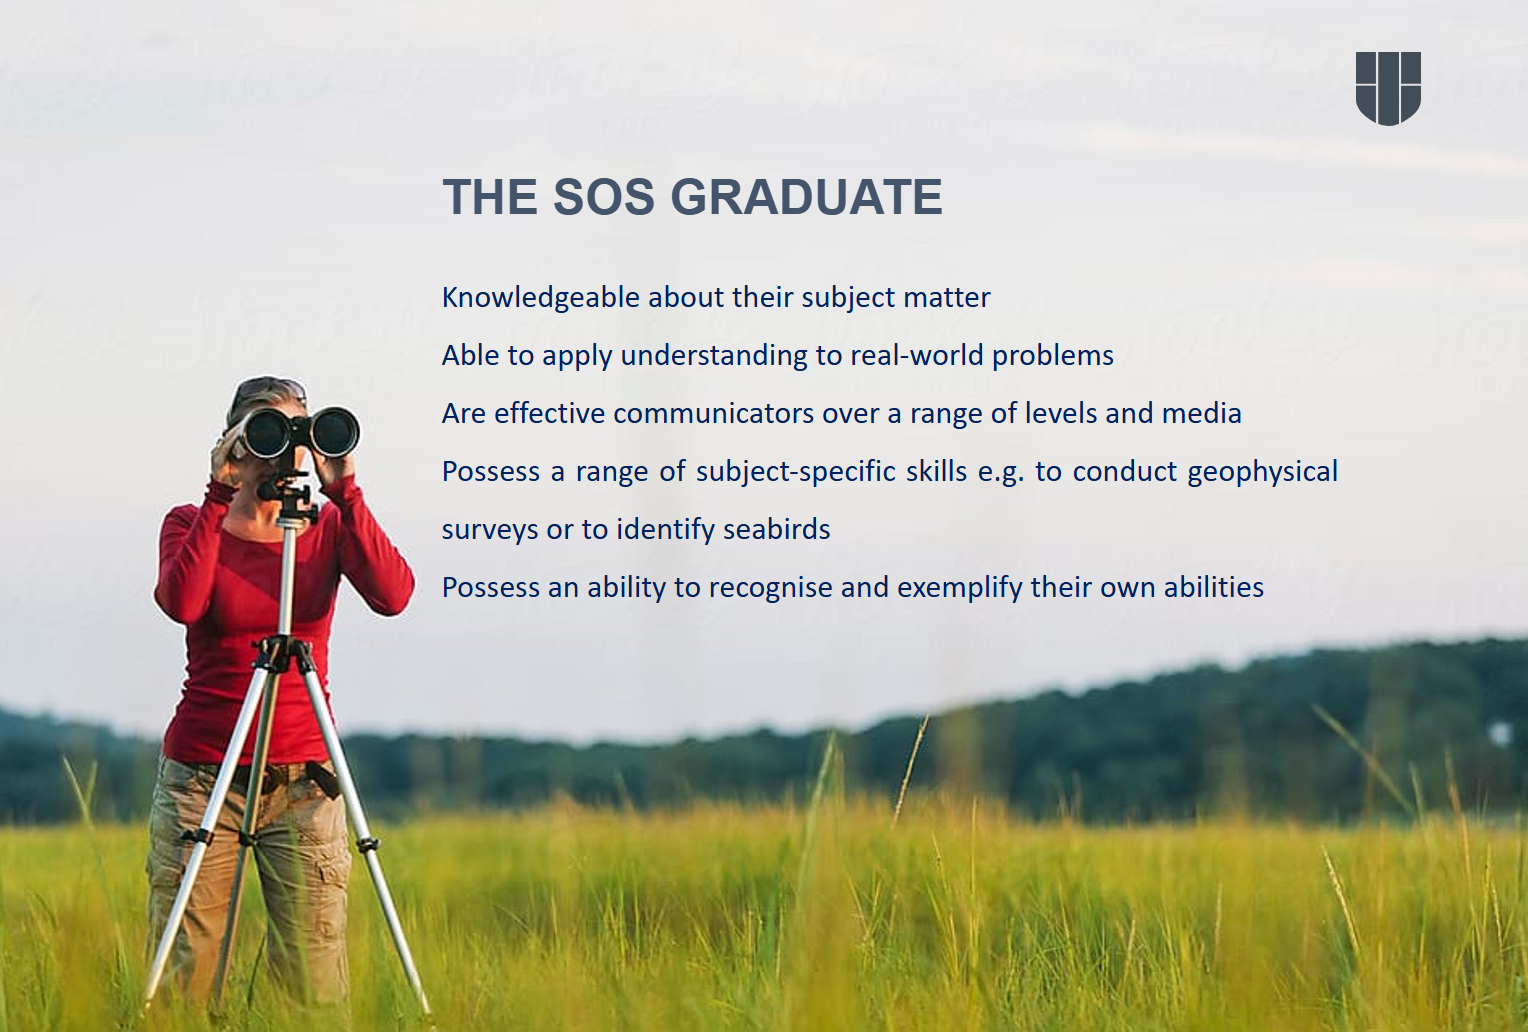 THE SOS GRADUATE
Knowledgeable about their subject matter
Able to apply understanding to real-world problems
Are effective communicators over a range of levels and media
Possess a range of subject-specific skills e.g. to conduct geophysical
surveys or to identify seabirds
Possess an ability to recognise and exemplify their own abilities